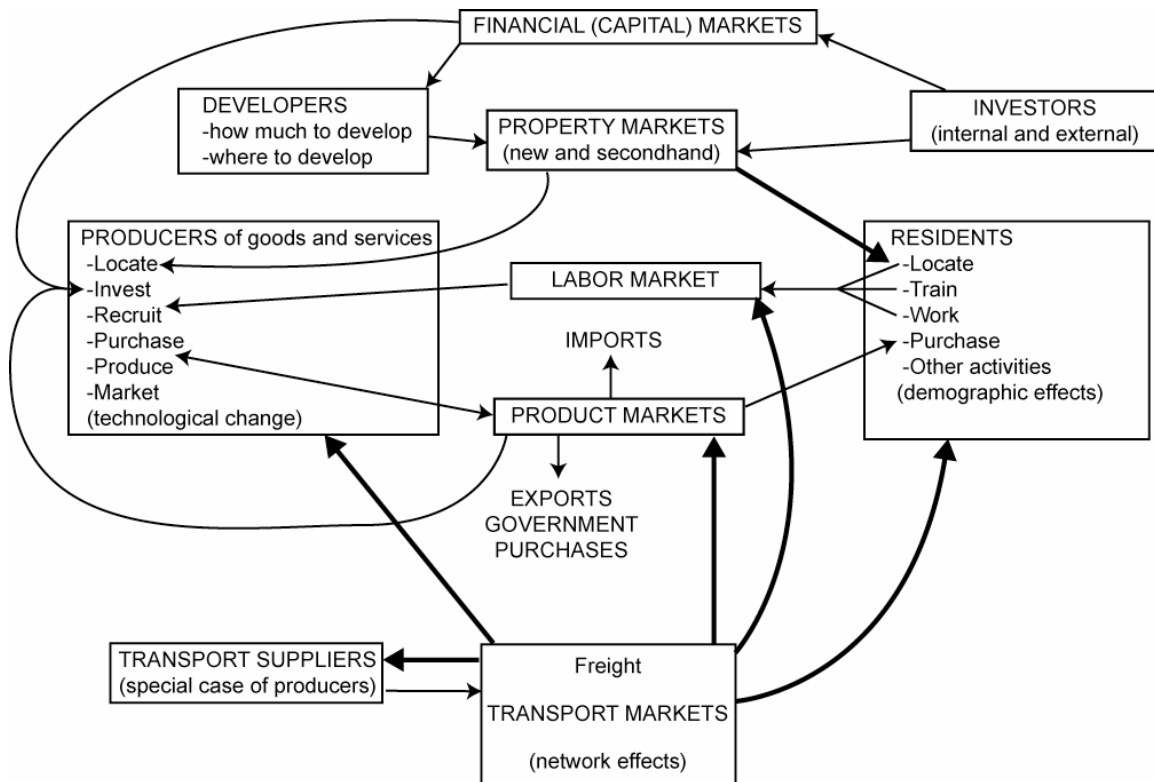 FINANCIAL (CAPITAL) MARKETS
DEVELOPERS
-how much to develop
-where to develop
PROPERTY MARKETS
(new and secondhand)
INVESTORS
(internal and external)
PRODUCERS of goods and services
-Locate
-Invest
-Recruit
-Purchase
-Produce
-Market
(technological change)
LABOR MARKET
IMPORTS
PRODUCT MARKETS
EXPORTS
GOVERNMENT
PURCHASES
RESIDENTS
-Locate
-Train
-Work
-Purchase
-Other activities
(demographic effects)
TRANSPORT SUPPLIERS
(special case of producers)
Freight
TRANSPORT MARKETS
(network effects)